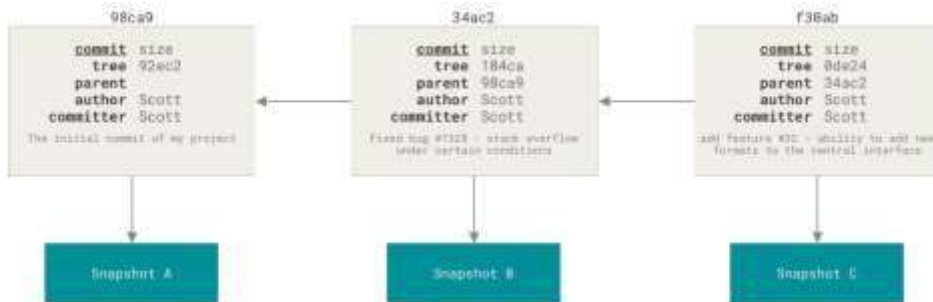 98ca9
commit size
tree 92ec2
parent
author Scott
committer Scott
The initial commit of my project
Snapshot A
34ac2
commit size
tree 184ca
parent 98ca9
author Scott
committer Scott
Fixed bug #1328 - stack overflow
under certain conditions
Snapshot B
f30ab
commit size
tree 0de24
parent 34ac2
author Scott
committer Scott
add feature #32 - ability to add new
formats to the central interface
Snapshot C